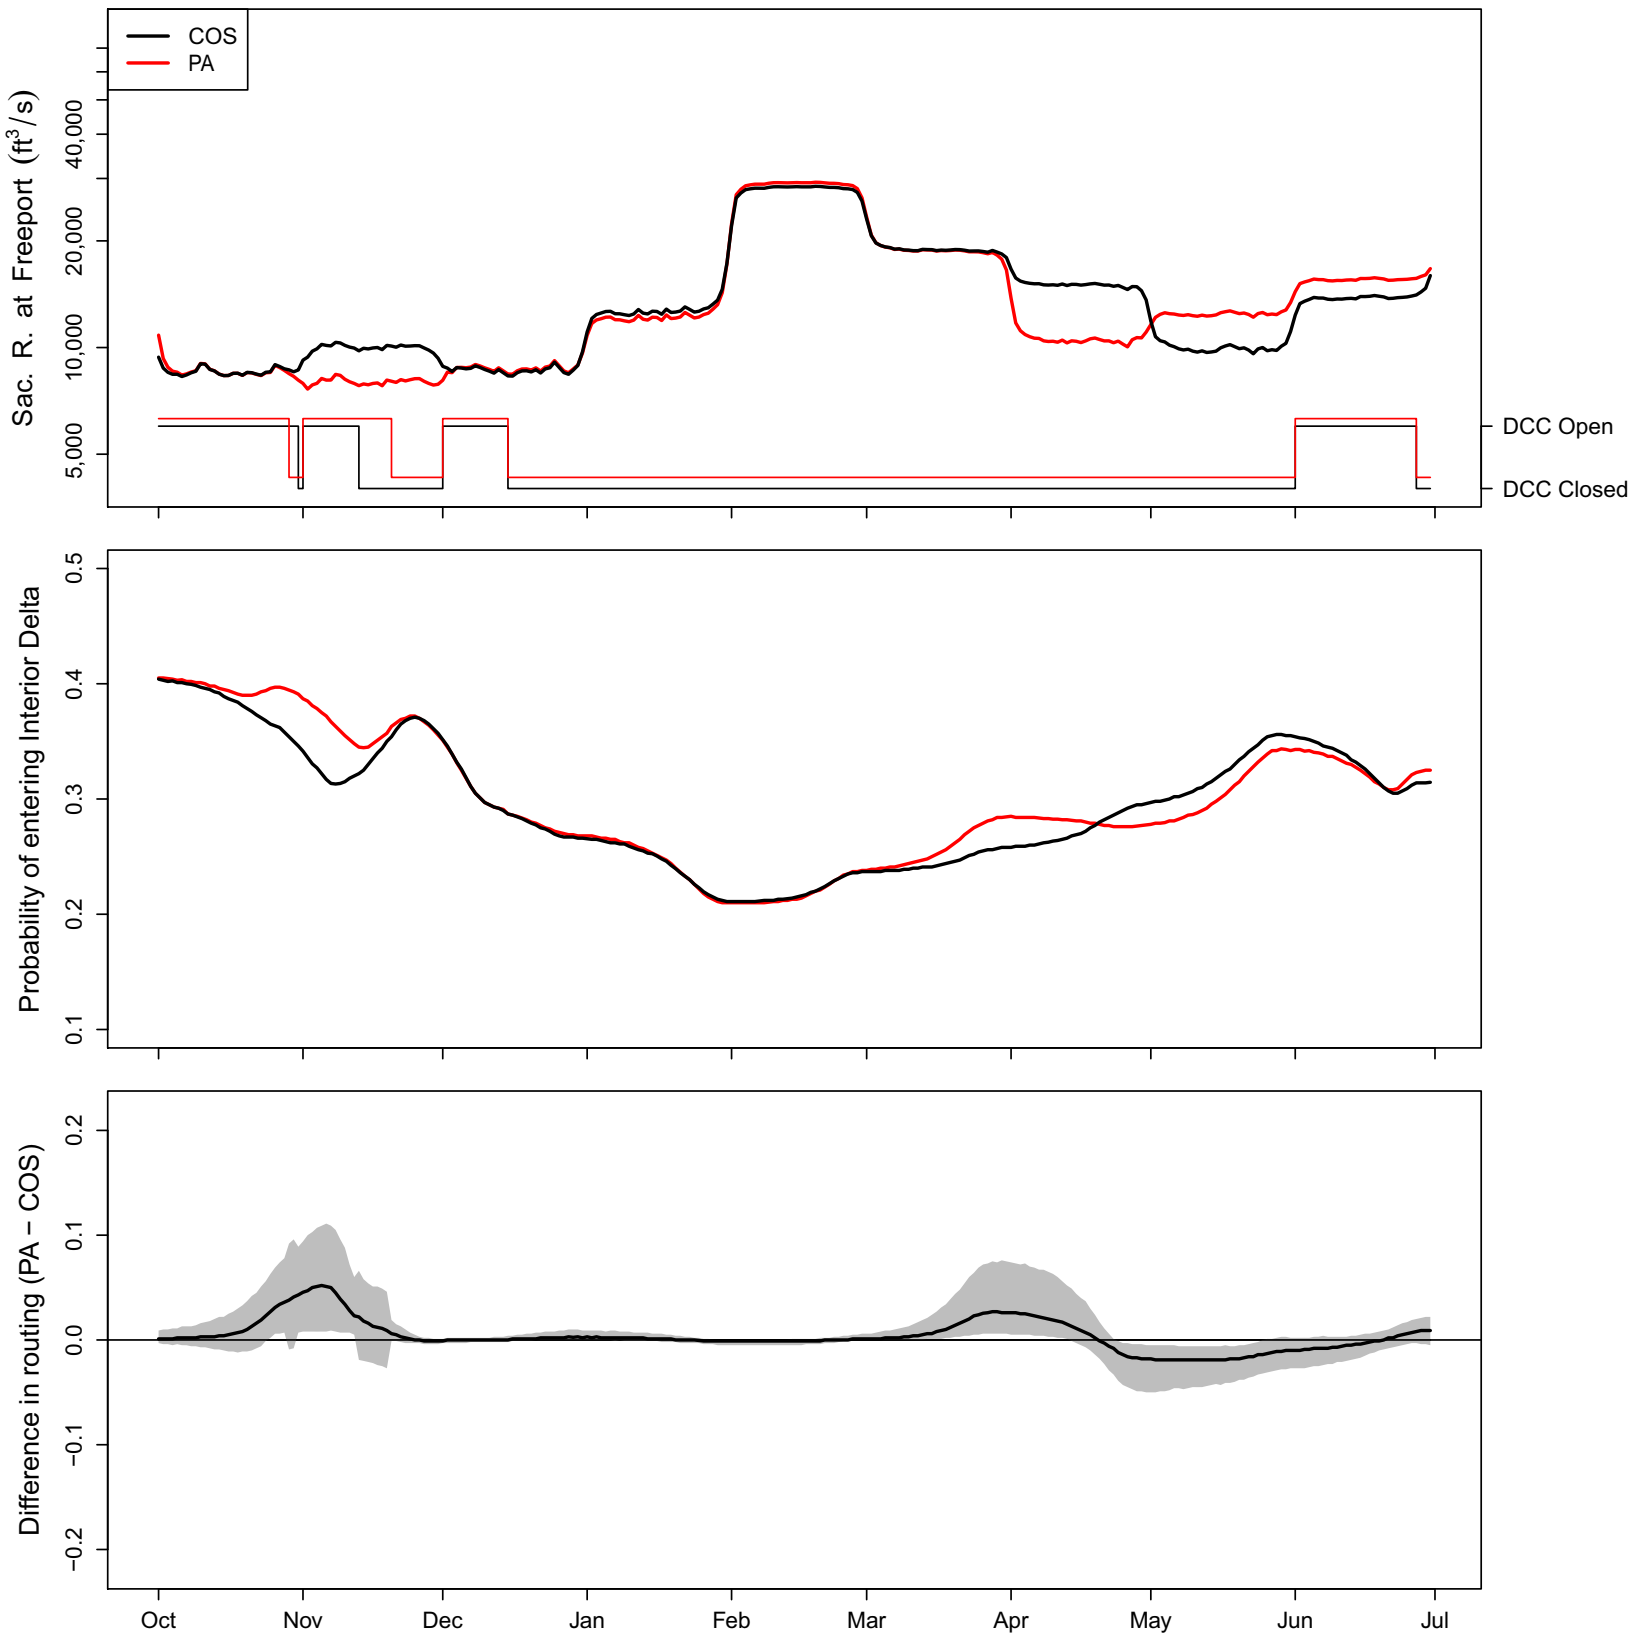 COS
PA
Sac. R. at Freeport (ft³/s)
40,000
20,000
10,000
5,000
DCC Open
DCC Closed
Probability of entering Interior Delta
0.5
0.4
0.3
0.2
0.1
Difference in routing (PA − COS)
0.2
0.1
0.0
−0.1
−0.2
Oct Nov Dec Jan Feb Mar Apr May Jun Jul